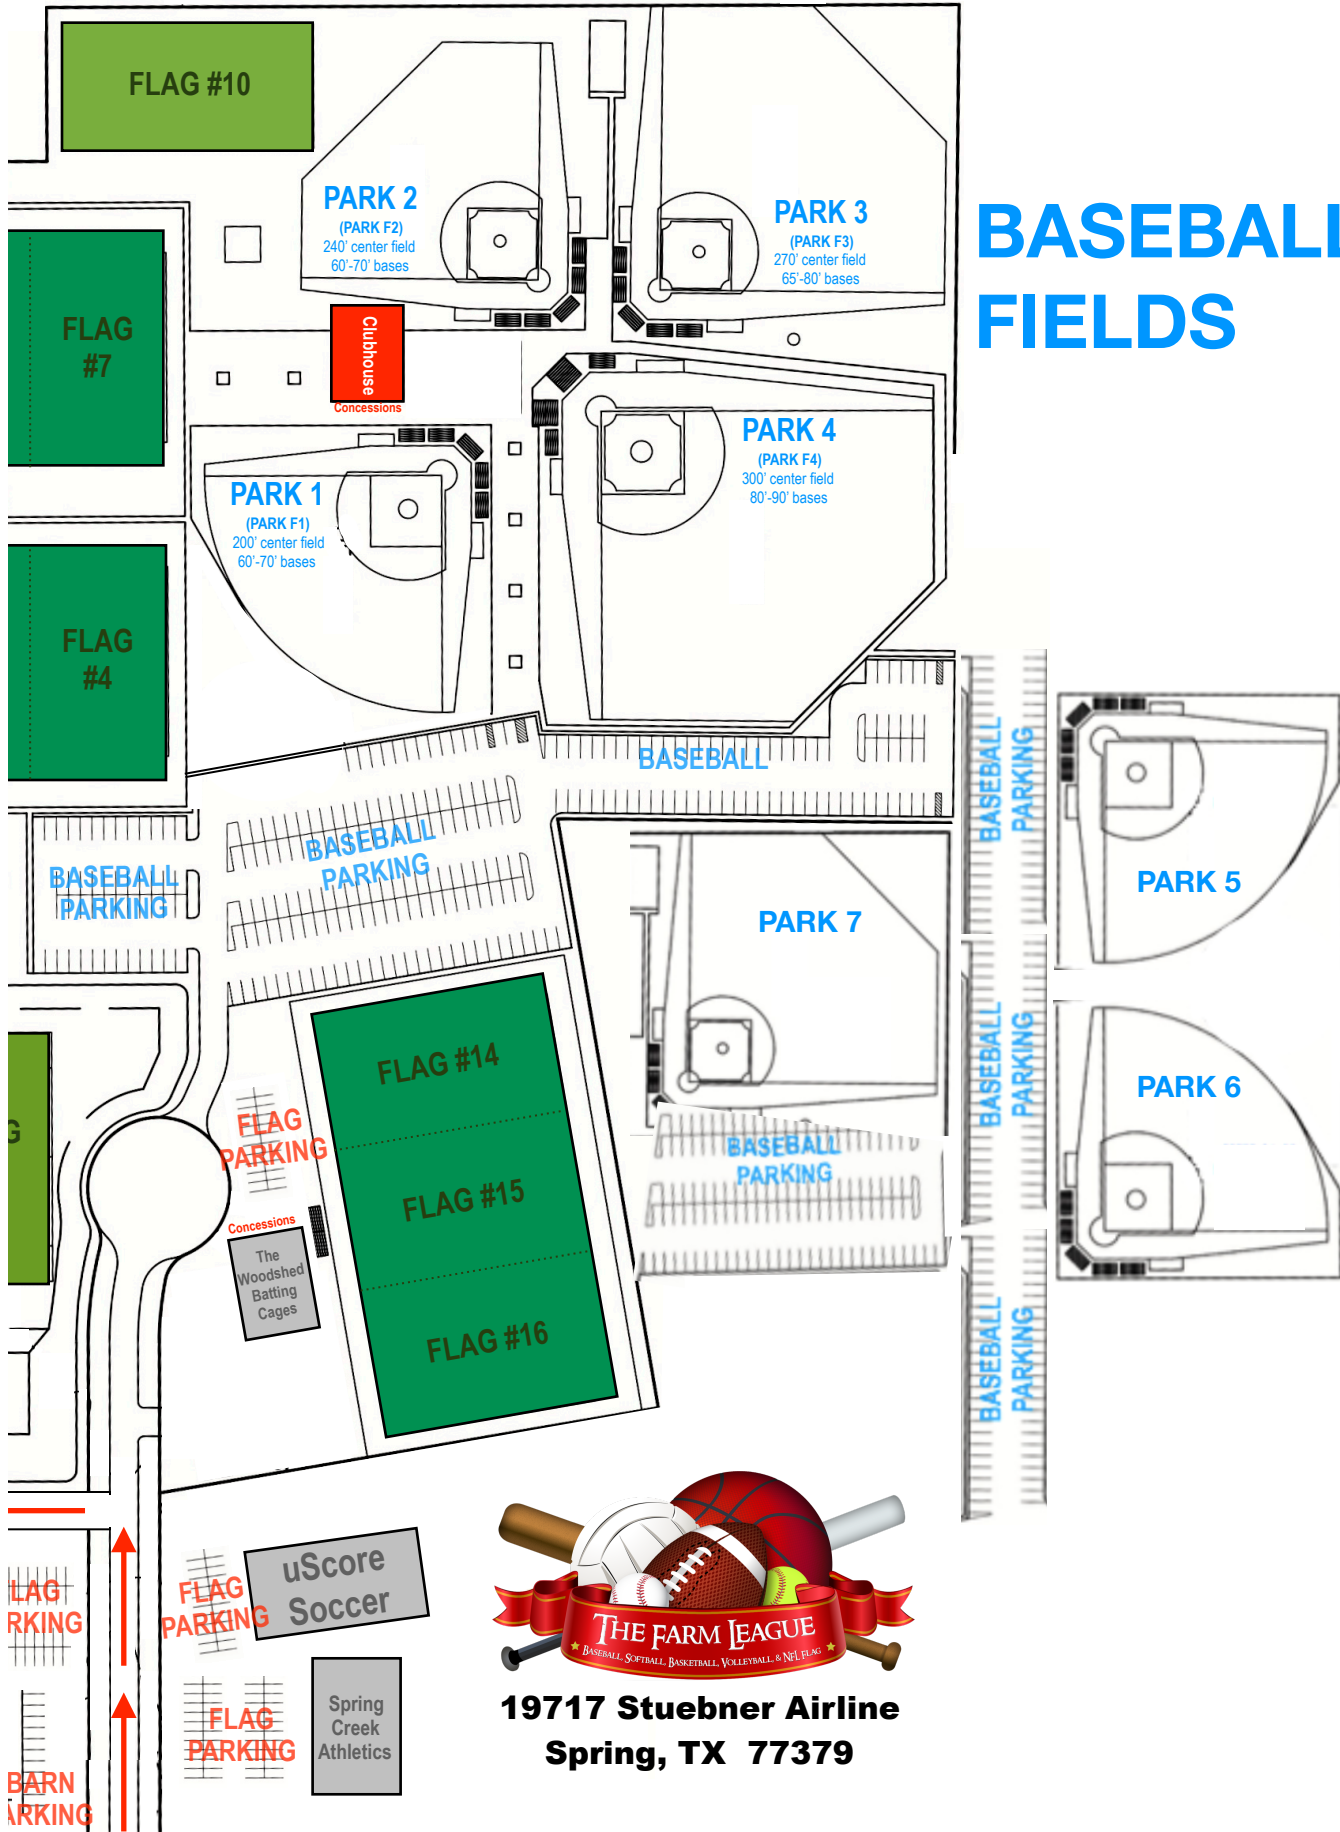 FLAG #10
PARK 2
(PARK F2)
240' center field
60'-70' bases
PARK 3
(PARK F3)
270' center field
65'-80' bases
BASEBALL
FIELDS
FLAG
#7
Clubhouse
Concessions
PARK 4
(PARK F4)
300' center field
80'-90' bases
PARK 1
(PARK F1)
200' center field
60'-70' bases
FLAG
#4
BASEBALL
BASEBALL
PARKING
BASEBALL
PARKING
BASEBALL
PARKING
PARK 5
PARK 7
FLAG #14
FLAG #15
FLAG #16
BASEBALL
PARKING
BASEBALL
PARKING
PARK 6
G
FLAG
PARKING
Concessions
The
Woodshed
Batting
Cages
BASEBALL
PARKING
LAG
RKING
FLAG
PARKING
uScore
Soccer
FLAG
PARKING
Spring
Creek
Athletics
BARN
ARKING
THE FARM LEAGUE
BASEBALL, SOFTBALL, BASKETBALL, VOLLEYBALL, & NFL FLAG
19717 Stuebner Airline
Spring, TX 77379